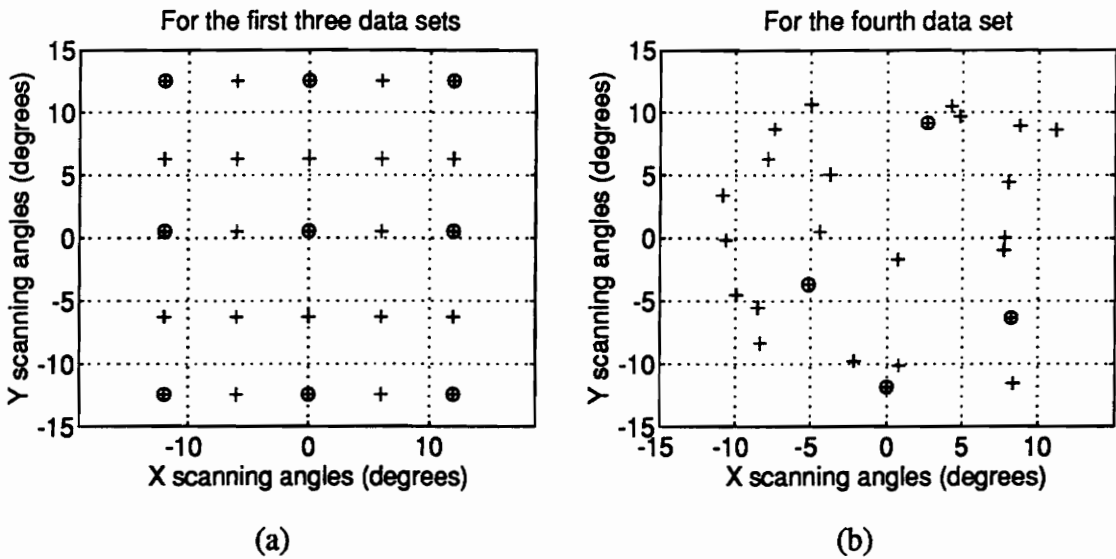 For the first three data sets
15
10
5
0
-5
-10
-15
-10
0
10
Y scanning angles (degrees)
X scanning angles (degrees)
(a)
For the fourth data set
15
10
5
0
-5
-10
-15
-15
-10
-5
0
5
10
Y scanning angles (degrees)
X scanning angles (degrees)
(b)